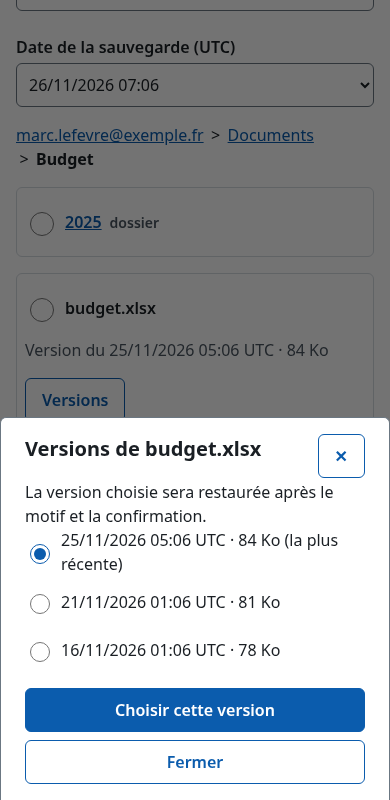 Date de la sauvegarde (UTC)
26/11/2026 07:06
marc.lefevre@exemple.fr > Documents
> Budget
2025 dossier
budget.xlsx
Version du 25/11/2026 05:06 UTC · 84 Ko
Versions
Versions de budget.xlsx
×
La version choisie sera restaurée après le
motif et la confirmation.
25/11/2026 05:06 UTC · 84 Ko (la plus
récente)
21/11/2026 01:06 UTC · 81 Ko
16/11/2026 01:06 UTC · 78 Ko
Choisir cette version
Fermer